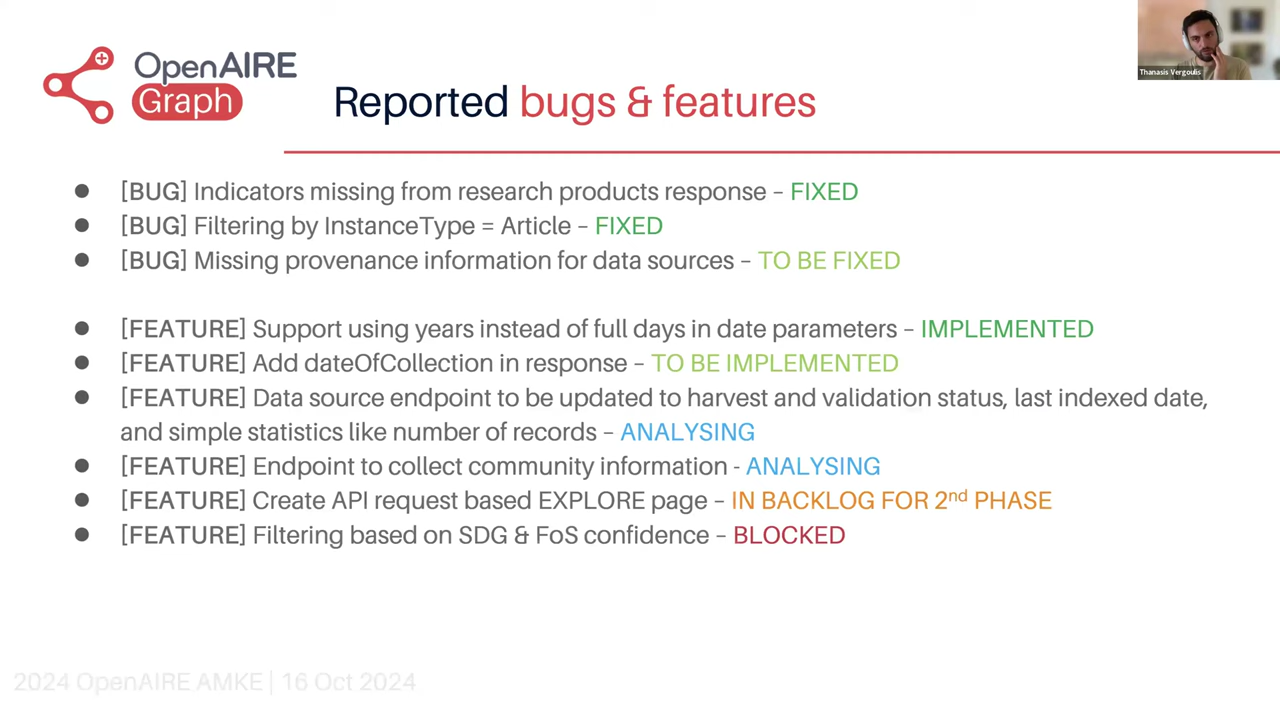 OpenAIRE
Graph
Thanasis Vergoulis
Reported bugs & features
● [BUG] Indicators missing from research products response – FIXED
● [BUG] Filtering by InstanceType = Article – FIXED
● [BUG] Missing provenance information for data sources – TO BE FIXED
● [FEATURE] Support using years instead of full days in date parameters – IMPLEMENTED
● [FEATURE] Add dateOfCollection in response – TO BE IMPLEMENTED
● [FEATURE] Data source endpoint to be updated to harvest and validation status, last indexed date,
and simple statistics like number of records – ANALYSING
● [FEATURE] Endpoint to collect community information - ANALYSING
● [FEATURE] Create API request based EXPLORE page – IN BACKLOG FOR 2nd PHASE
● [FEATURE] Filtering based on SDG & FoS confidence – BLOCKED
2024 OpenAIRE AMKE | 16 Oct 2024